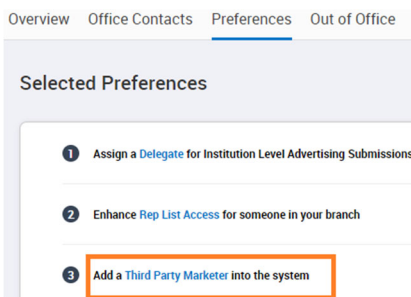 Overview Office Contacts Preferences Out of Office
Selected Preferences
1 Assign a Delegate for Institution Level Advertising Submissions
2 Enhance Rep List Access for someone in your branch
3 Add a Third Party Marketer into the system